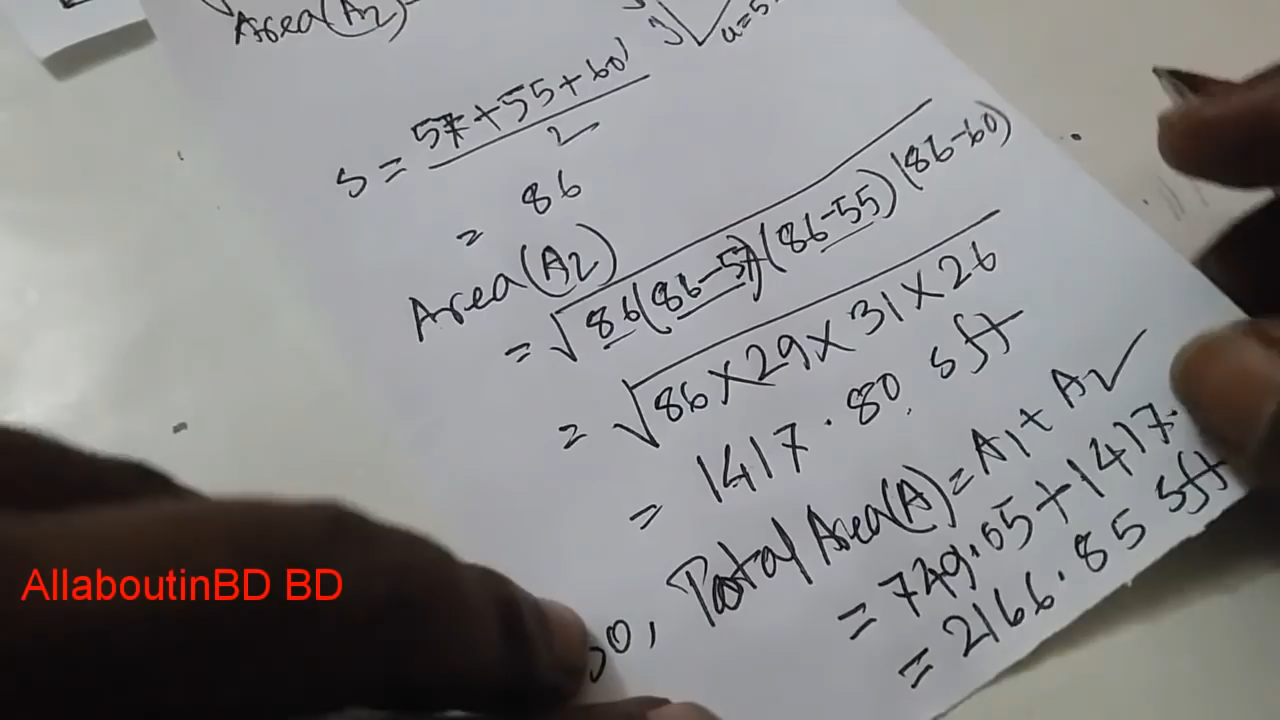 Area(A2)
s = 57+55+60
2
= 86
Area(A2)
= √86(86-57)(86-55)(86-60)
= √86×29×31×26
= 1417.80 sft
So, Total Area(A) = A1 + A2
= 749.05+1417.
= 2166.85 sft
AllaboutinBD BD